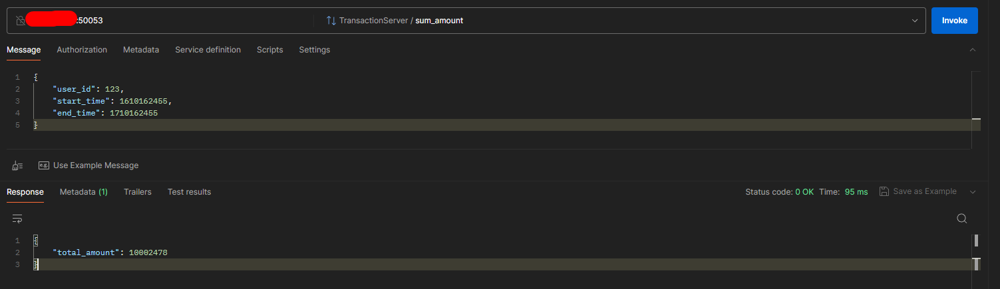 :50053 TransactionServer / sum_amount Invoke
Message Authorization Metadata Service definition Scripts Settings
1 {
2 "user_id": 123,
3 "start_time": 1610162455,
4 "end_time": 1710162455
5 }
e.g. Use Example Message
Response Metadata (1) Trailers Test results Status code: 0 OK Time: 95 ms Save as Example
1 {
2 "total_amount": 10002478
3 }